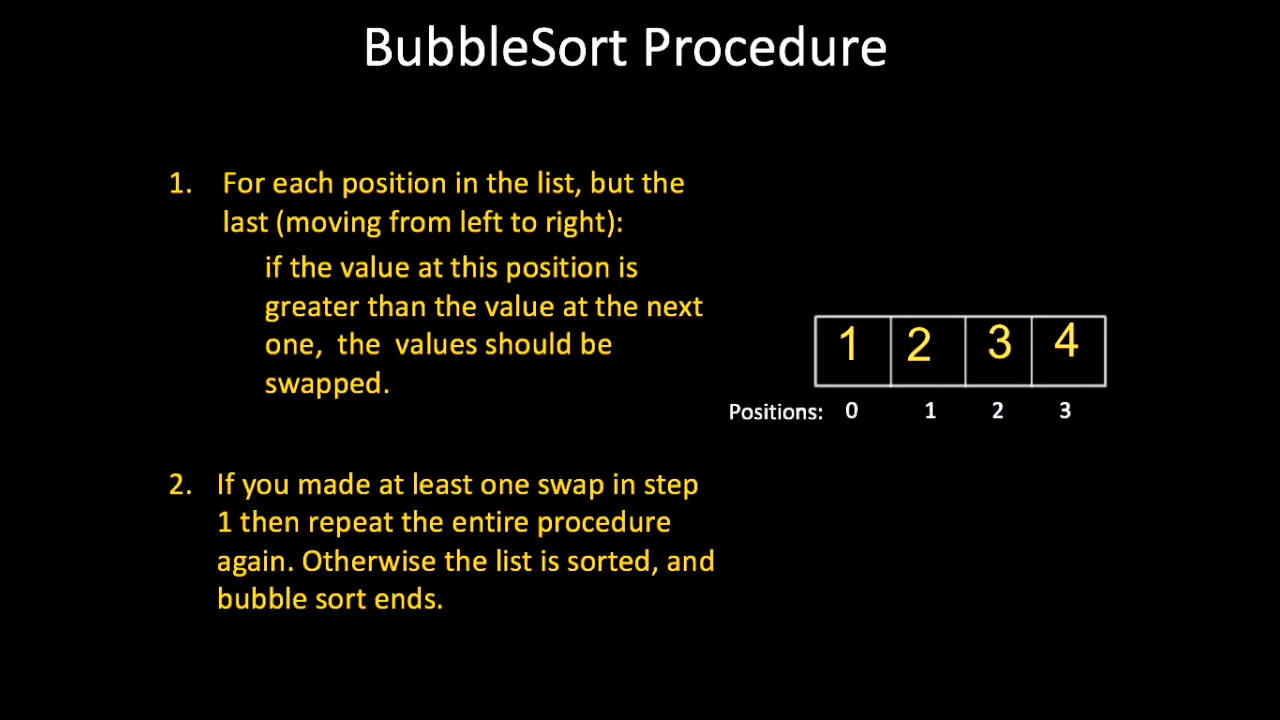 BubbleSort Procedure
1. For each position in the list, but the
last (moving from left to right):
if the value at this position is
greater than the value at the next
one, the values should be
swapped.
1 2 3 4
Positions: 0 1 2 3
2. If you made at least one swap in step
1 then repeat the entire procedure
again. Otherwise the list is sorted, and
bubble sort ends.